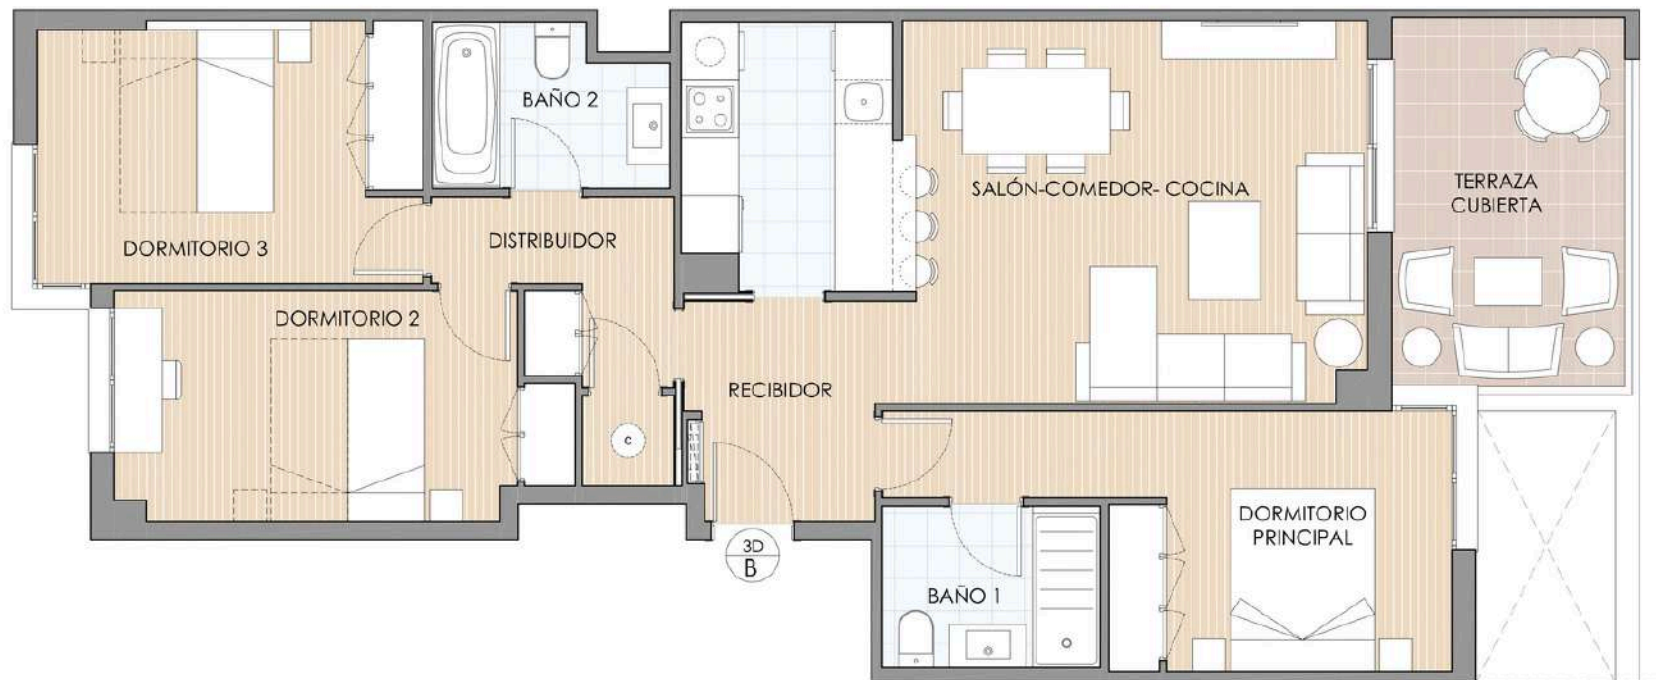 BAÑO 2
SALÓN-COMEDOR- COCINA
TERRAZA
CUBIERTA
DORMITORIO 3
DISTRIBUIDOR
DORMITORIO 2
RECIBIDOR
C
3D
B
DORMITORIO
PRINCIPAL
BAÑO 1